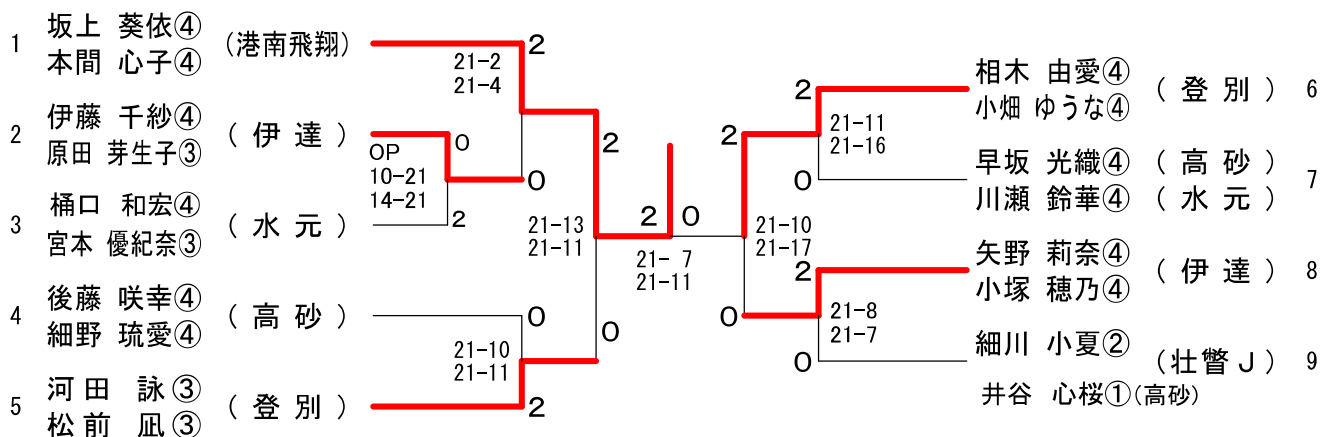 1 坂上 葵依④ (港南飛翔)
本間 心子④
2 伊藤 千紗④ (伊達)
原田 芽生子③
3 桶口 和宏④ (水元)
宮本 優紀奈③
4 後藤 咲幸④ (高砂)
細野 琉愛④
5 河田 詠③ (登別)
松前 凪③
2
21-2
21-4
0
OP
10-21
14-21
2
0
2
21-13
21-11
0
0
21-10
21-11
2
2 0
21- 7
21-11
2
21-10
21-17
0
2
21-11
21-16
0
2
21-8
21-7
0
相木 由愛④ (登別) 6
小畑 ゆうな④
早坂 光織④ (高砂) 7
川瀬 鈴華④ (水元)
矢野 莉奈④ (伊達) 8
小塚 穂乃④
細川 小夏② (壮瞥J) 9
井谷 心桜①(高砂)